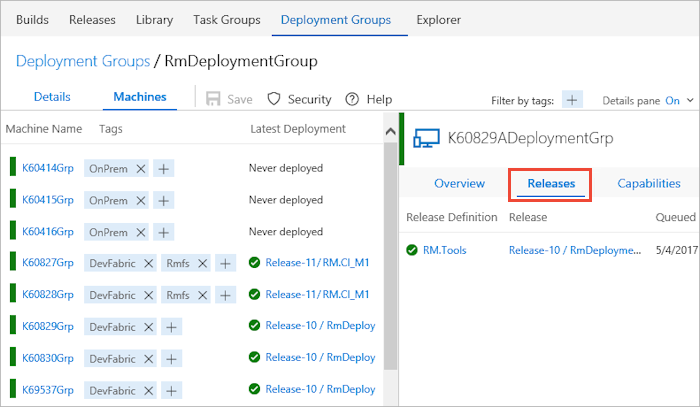 Builds Releases Library Task Groups Deployment Groups Explorer
Deployment Groups / RmDeploymentGroup
Details Machines Save Security Help Filter by tags: + Details pane On
Machine Name Tags Latest Deployment
K60414Grp OnPrem X + Never deployed
K60415Grp OnPrem X + Never deployed
K60416Grp OnPrem X + Never deployed
K60827Grp DevFabric X Rmfs X + Release-11/ RM.CI_M1
K60828Grp DevFabric X Rmfs X + Release-11/ RM.CI_M1
K60829Grp DevFabric X + Release-10 / RmDeploy
K60830Grp DevFabric X + Release-10 / RmDeploy
K69537Grp DevFabric X + Release-10 / RmDeploy
K60829ADeploymentGrp
Overview Releases Capabilities
Release Definition Release Queued
RM.Tools Release-10 / RmDeployme... 5/4/2017